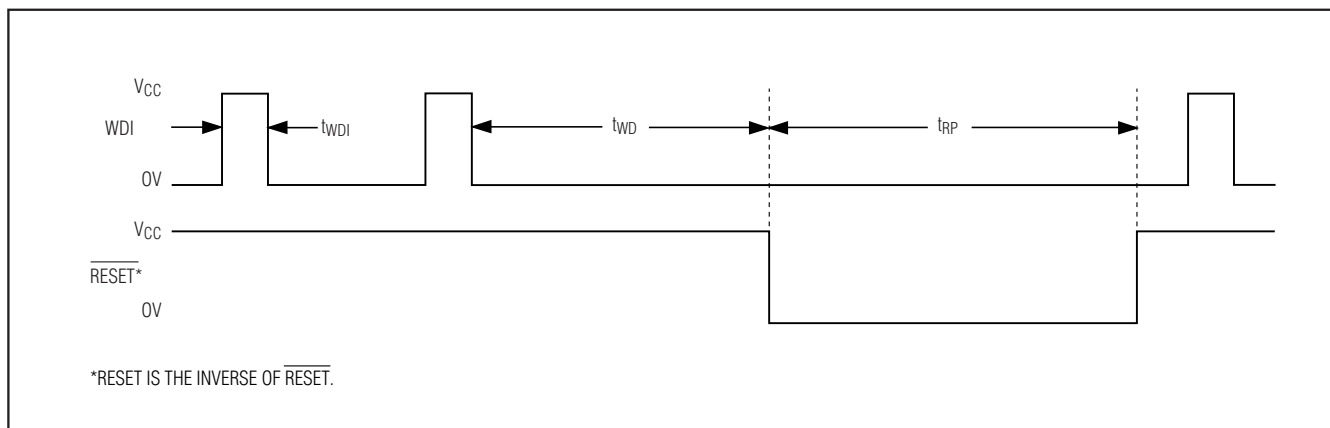 VCC
WDI
tWDI
tWD
tRP
0V
VCC
RESET*
0V
*RESET IS THE INVERSE OF RESET.